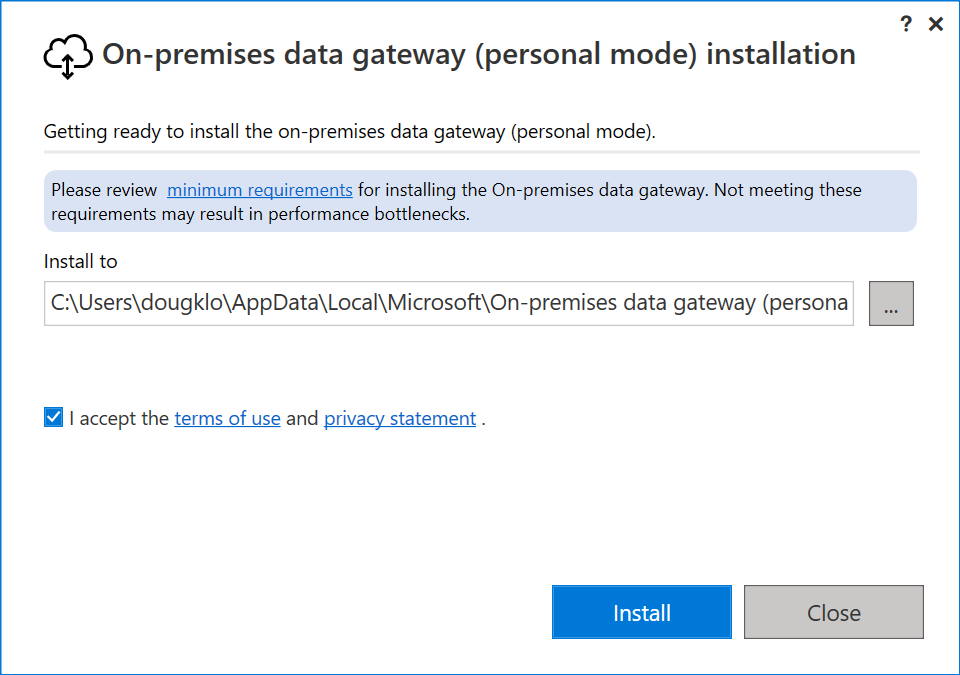 ? ×
On-premises data gateway (personal mode) installation
Getting ready to install the on-premises data gateway (personal mode).
Please review minimum requirements for installing the On-premises data gateway. Not meeting these
requirements may result in performance bottlenecks.
Install to
C:\Users\dougklo\AppData\Local\Microsoft\On-premises data gateway (persona
...
I accept the terms of use and privacy statement .
Install
Close